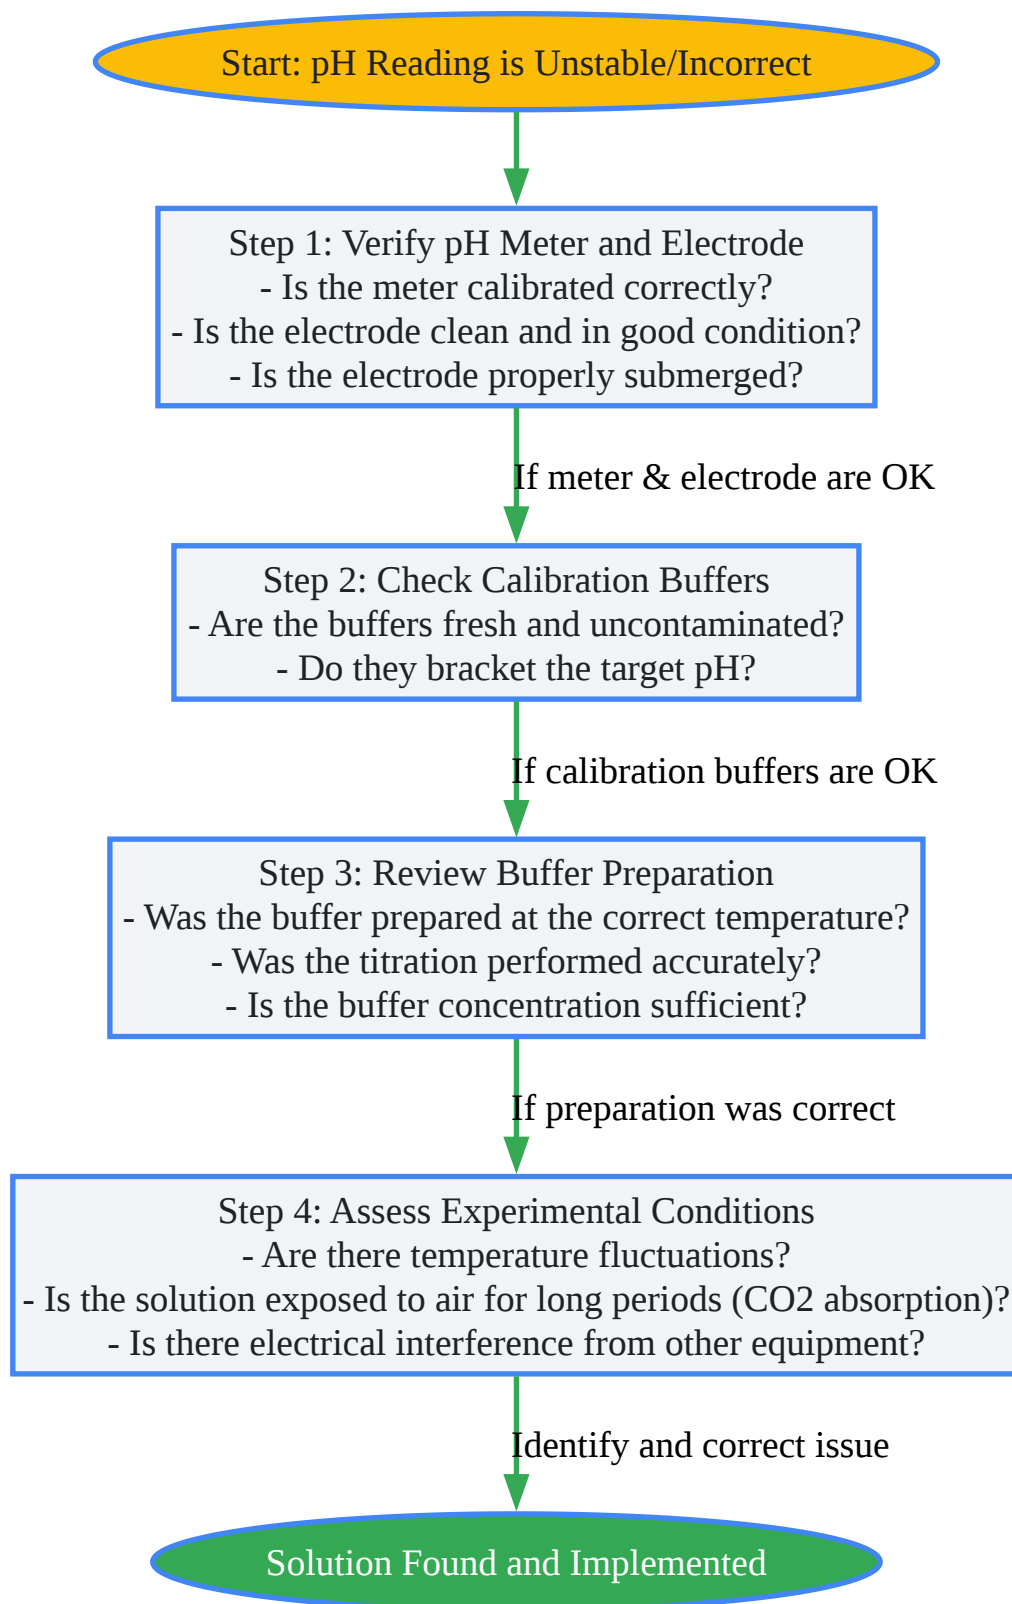 Start: pH Reading is Unstable/Incorrect
Step 1: Verify pH Meter and Electrode
- Is the meter calibrated correctly?
- Is the electrode clean and in good condition?
- Is the electrode properly submerged?
If meter & electrode are OK
Step 2: Check Calibration Buffers
- Are the buffers fresh and uncontaminated?
- Do they bracket the target pH?
If calibration buffers are OK
Step 3: Review Buffer Preparation
- Was the buffer prepared at the correct temperature?
- Was the titration performed accurately?
- Is the buffer concentration sufficient?
If preparation was correct
Step 4: Assess Experimental Conditions
- Are there temperature fluctuations?
- Is the solution exposed to air for long periods (CO2 absorption)?
- Is there electrical interference from other equipment?
Identify and correct issue
Solution Found and Implemented